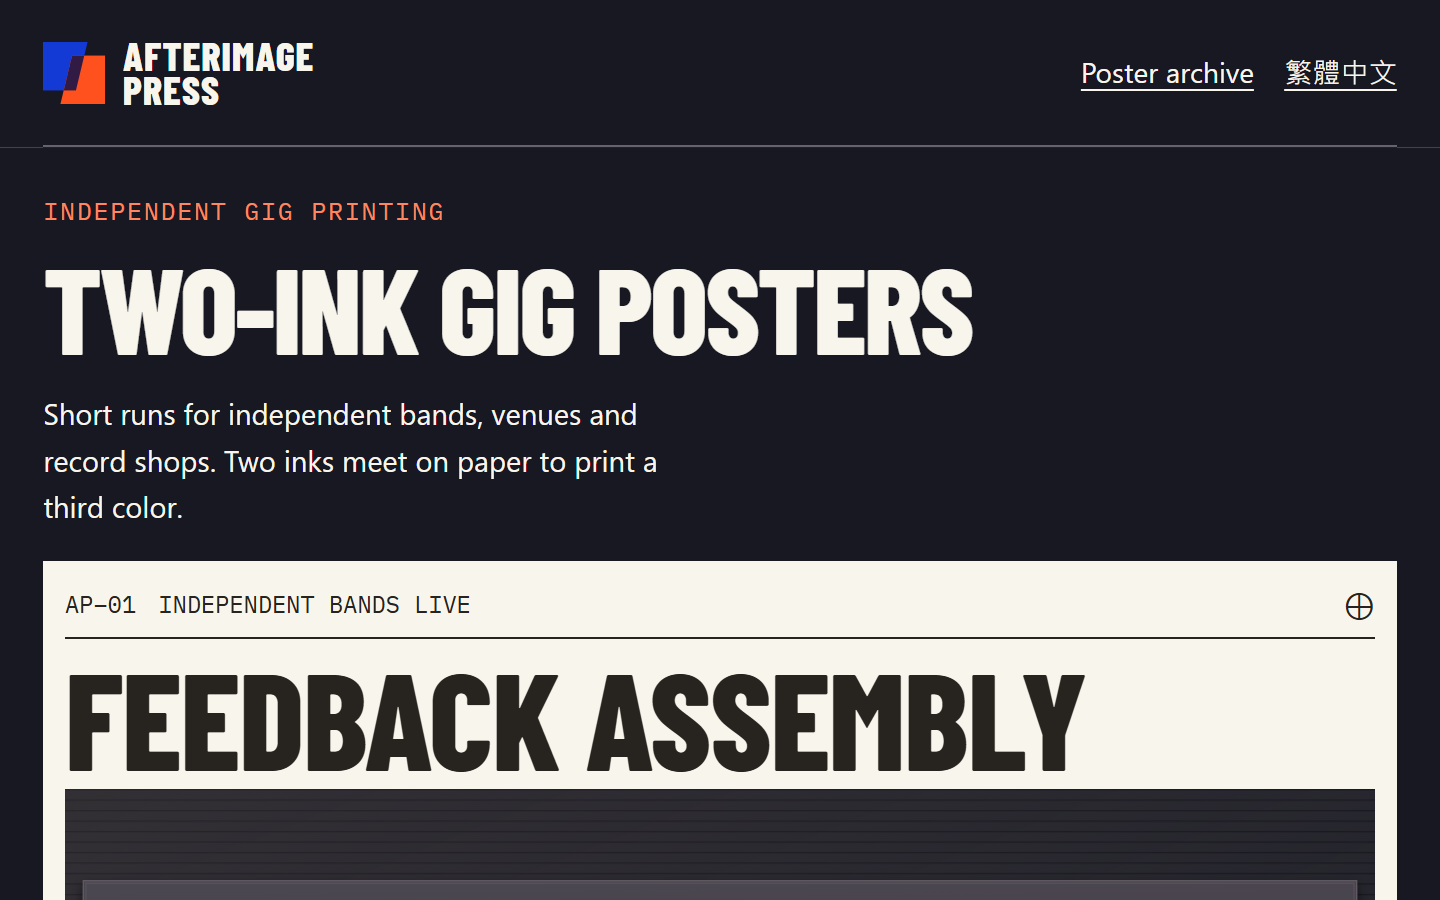 AFTERIMAGE
PRESS
Poster archive
繁體中文
INDEPENDENT GIG PRINTING
TWO-INK GIG POSTERS
Short runs for independent bands, venues and
record shops. Two inks meet on paper to print a
third color.
AP-01 INDEPENDENT BANDS LIVE
FEEDBACK ASSEMBLY